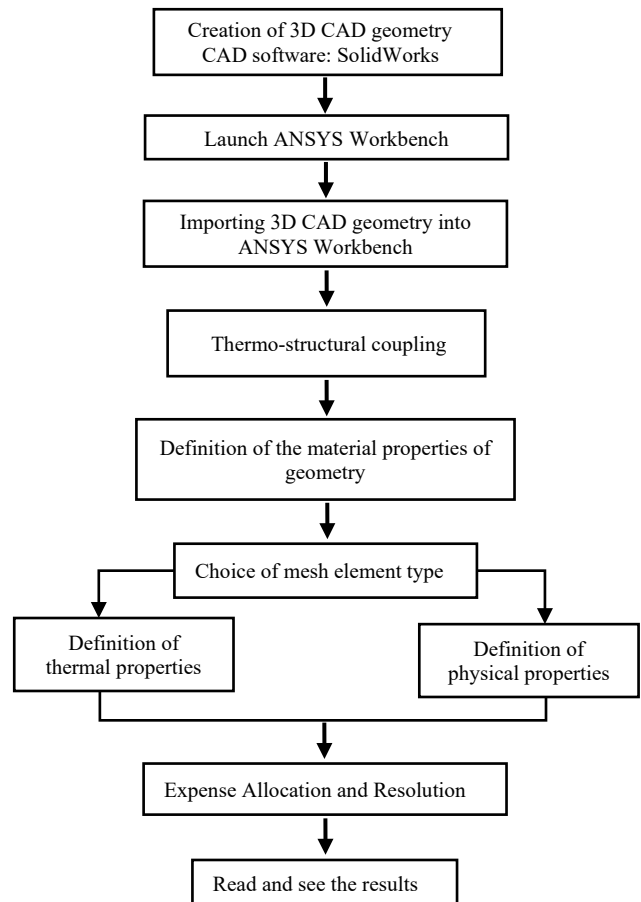 Creation of 3D CAD geometry
CAD software: SolidWorks
Launch ANSYS Workbench
Importing 3D CAD geometry into
ANSYS Workbench
Thermo-structural coupling
Definition of the material properties of
geometry
Choice of mesh element type
Definition of
thermal properties
Definition of
physical properties
Expense Allocation and Resolution
Read and see the results